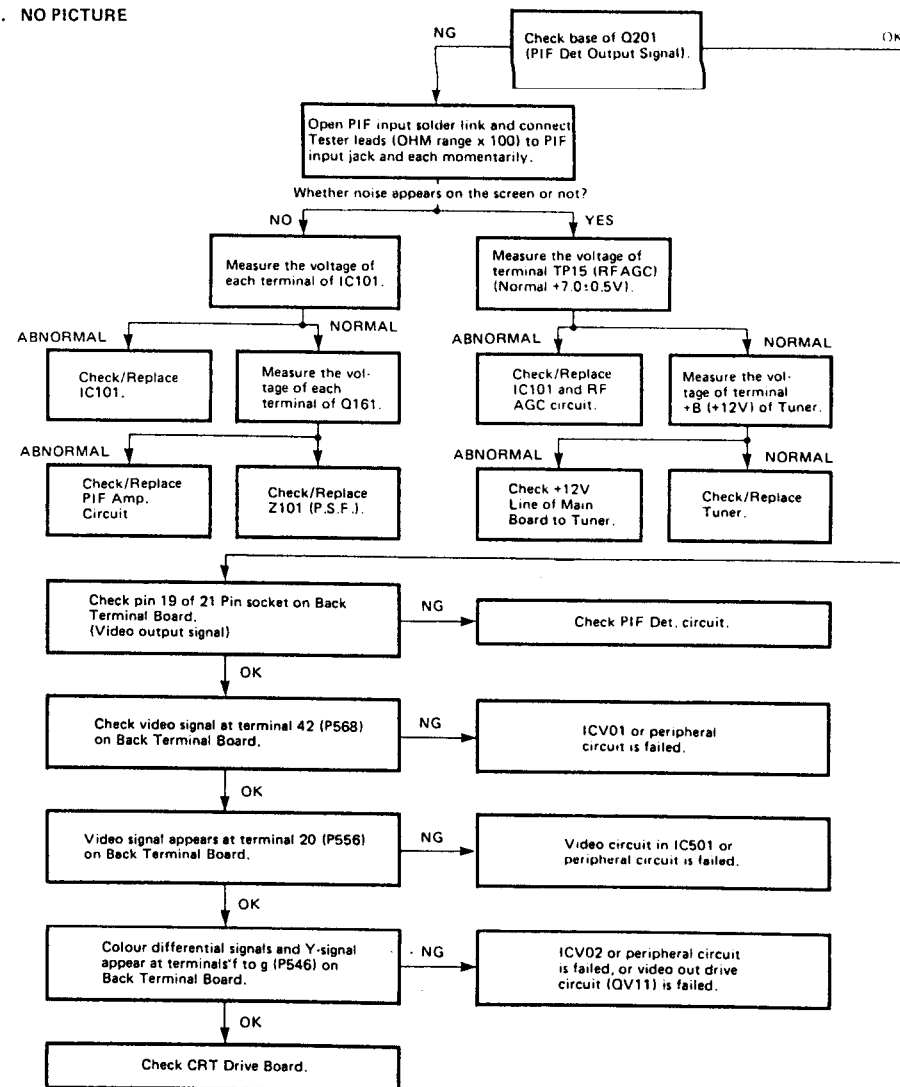 . NO PICTURE
NG
Check base of Q201
(PIF Det Output Signal).
OK
Open PIF input solder link and connect
Tester leads (OHM range x 100) to PIF
input jack and each momentarily.
Whether noise appears on the screen or not?
NO
YES
Measure the voltage of
each terminal of IC101.
Measure the voltage of
terminal TP15 (RF AGC)
(Normal +7.0±0.5V).
ABNORMAL
NORMAL
ABNORMAL
NORMAL
Check/Replace
IC101.
Measure the vol-
tage of each
terminal of Q161.
Check/Replace
IC101 and RF
AGC circuit.
Measure the vol-
tage of terminal
+B (+12V) of Tuner.
ABNORMAL
ABNORMAL
NORMAL
Check/Replace
PIF Amp.
Circuit
Check/Replace
Z101 (P.S.F.).
Check +12V
Line of Main
Board to Tuner.
Check/Replace
Tuner.
Check pin 19 of 21 Pin socket on Back
Terminal Board.
(Video output signal)
NG
Check PIF Det. circuit.
OK
Check video signal at terminal 42 (P568)
on Back Terminal Board.
NG
ICV01 or peripheral
circuit is failed.
OK
Video signal appears at terminal 20 (P556)
on Back Terminal Board.
NG
Video circuit in IC501 or
peripheral circuit is failed.
OK
Colour differential signals and Y-signal
appear at terminals f to g (P546) on
Back Terminal Board.
NG
ICV02 or peripheral circuit
is failed, or video out drive
circuit (QV11) is failed.
OK
Check CRT Drive Board.